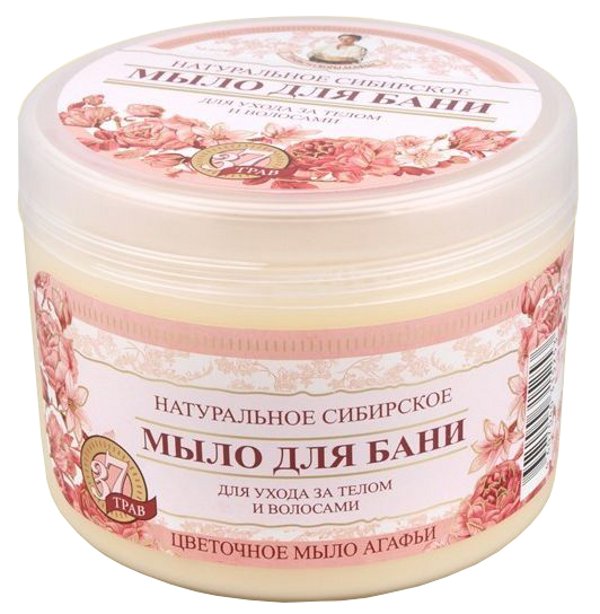 НАТУРАЛЬНОЕ СИБИРСКОЕ
МЫЛО ДЛЯ БАНИ
ДЛЯ УХОДА ЗА ТЕЛОМ
И ВОЛОСАМИ
37
ТРАВ
НАТУРАЛЬНОЕ СИБИРСКОЕ
МЫЛО ДЛЯ БАНИ
ДЛЯ УХОДА ЗА ТЕЛОМ
И ВОЛОСАМИ
37
ТРАВ
ЦВЕТОЧНОЕ МЫЛО АГАФЬИ